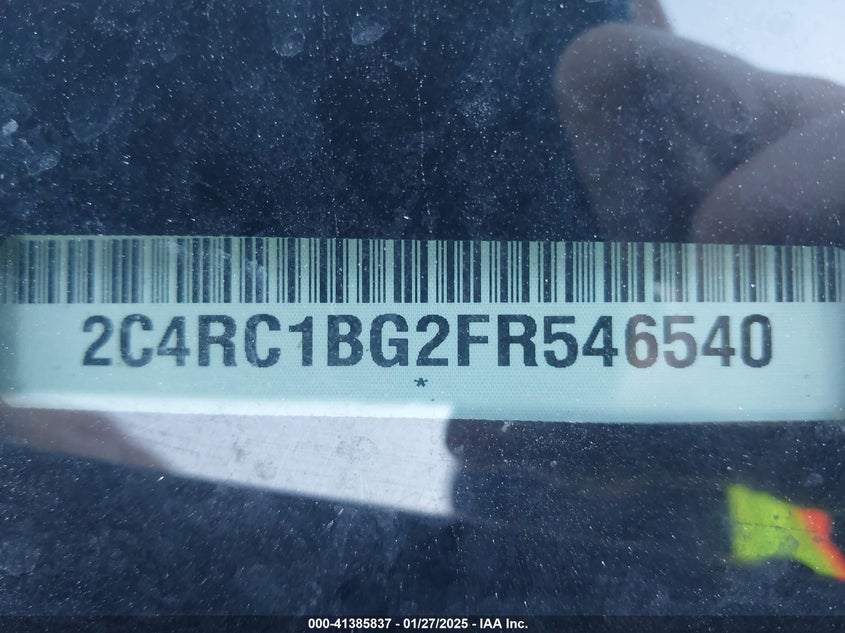 2C4RC1BG2FR546540
*
000-41385837 - 01/27/2025 - IAA Inc.